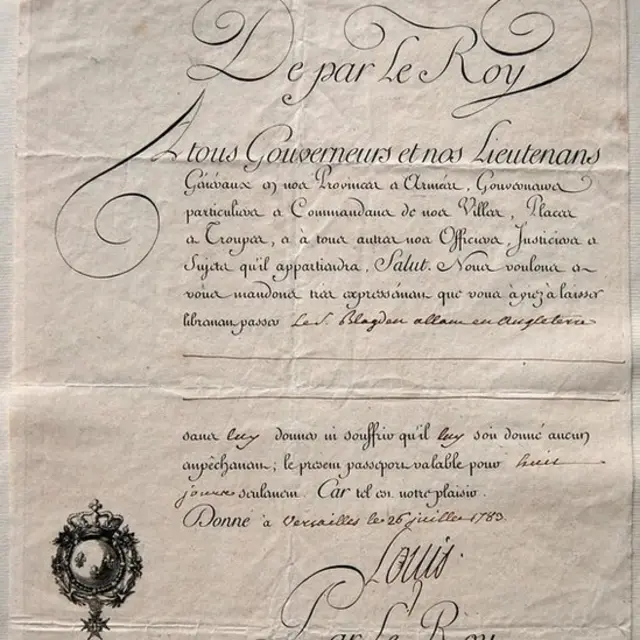 De par Le Roy
A tous Gouverneurs et nos Lieutenans
Généraux en nos Provinces et Armées, Gouverneurs
particuliers et Commandans de nos Villes, Places
et Troupes, et à tous autres nos Officiers, Justiciers et
Sujets qu'il appartiendra, Salut. Nous voulons et
vous mandons très expressément que vous ayiez à laisser
librement passer Le S. Blagden allant en Angleterre
sans luy donner ni souffrir qu'il luy soit donné aucun
empêchement; le present passeport valable pour huit
jours seulement. Car tel est notre plaisir.
Donné à Versailles le 26 juillet 1783.
Louis.
Par Le Roy